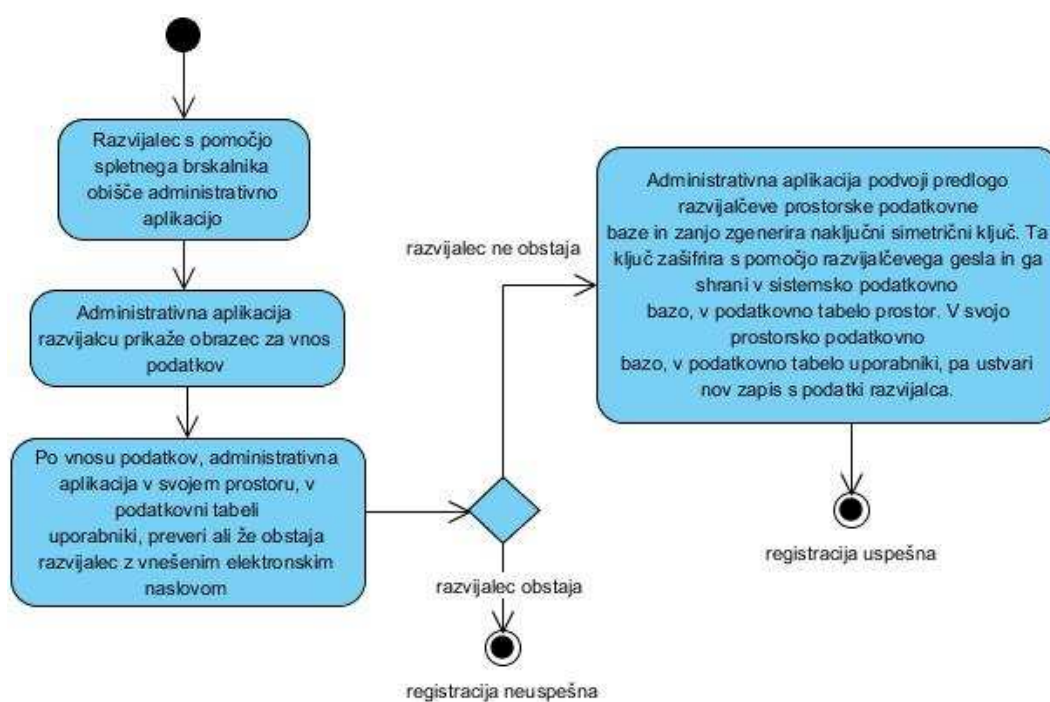 Razvijalec s pomočjo
spletnega brskalnika
obišče administrativno
aplikacijo
Administrativna aplikacija
razvijalcu prikaže obrazec za vnos
podatkov
Po vnosu podatkov, administrativna
aplikacija v svojem prostoru, v
podatkovni tabeli
uporabniki, preveri ali že obstaja
razvijalec z vnešenim elektronskim
naslovom
razvijalec ne obstaja
Administrativna aplikacija podvoji predlogo
razvijalčeve prostorske podatkovne
baze in zanjo zgenerira naključni simetrični ključ. Ta
ključ zašifrira s pomočjo razvijalčevega gesla in ga
shrani v sistemsko podatkovno
bazo, v podatkovno tabelo prostor. V svojo
prostorsko podatkovno
bazo, v podatkovno tabelo uporabniki, pa ustvari
nov zapis s podatki razvijalca.
registracija uspešna
razvijalec obstaja
registracija neuspešna